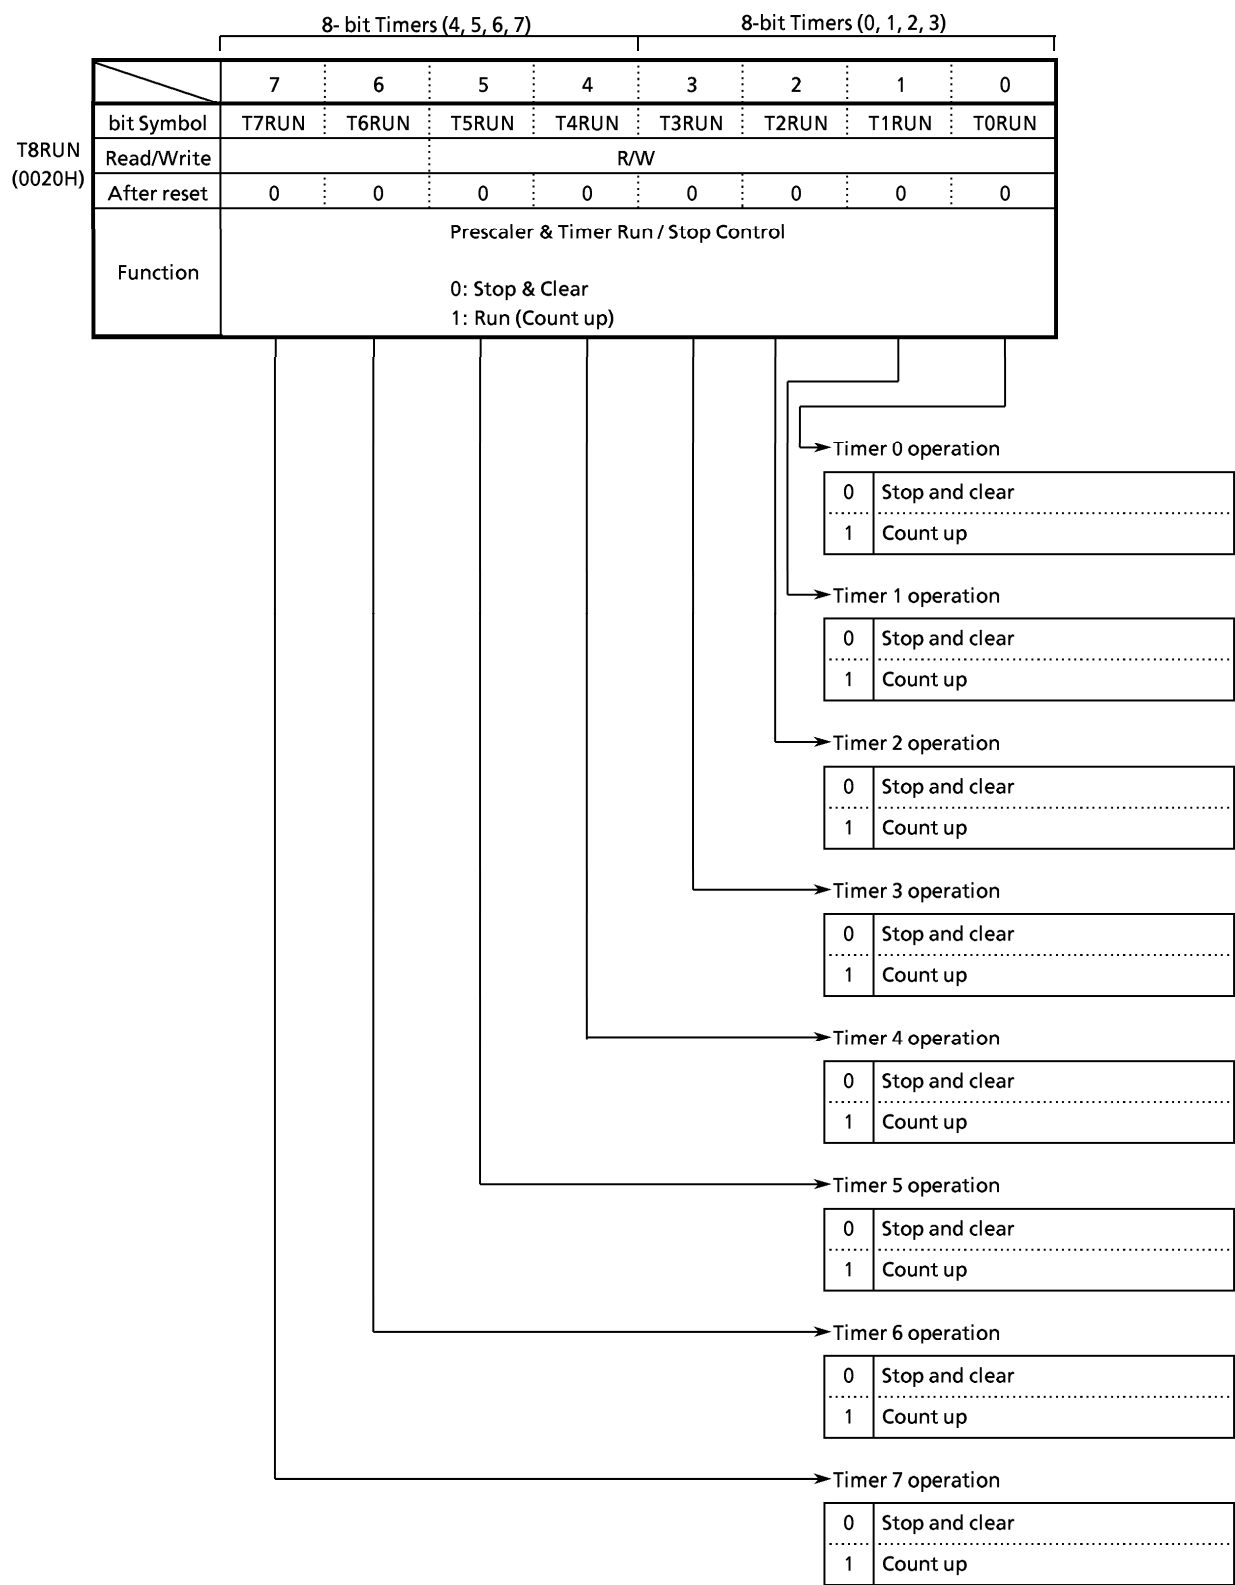 8- bit Timers (4, 5, 6, 7) 8-bit Timers (0, 1, 2, 3)
7 6 5 4 3 2 1 0
bit Symbol T7RUN T6RUN T5RUN T4RUN T3RUN T2RUN T1RUN T0RUN
T8RUN
(0020H)
Read/Write R/W
After reset 0 0 0 0 0 0 0 0
Function
Prescaler & Timer Run / Stop Control
0: Stop & Clear
1: Run (Count up)
Timer 0 operation
0 Stop and clear
1 Count up
Timer 1 operation
0 Stop and clear
1 Count up
Timer 2 operation
0 Stop and clear
1 Count up
Timer 3 operation
0 Stop and clear
1 Count up
Timer 4 operation
0 Stop and clear
1 Count up
Timer 5 operation
0 Stop and clear
1 Count up
Timer 6 operation
0 Stop and clear
1 Count up
Timer 7 operation
0 Stop and clear
1 Count up